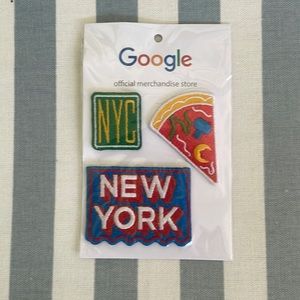 Google
official merchandise store
NYC
N
Y
C
NEW
YORK